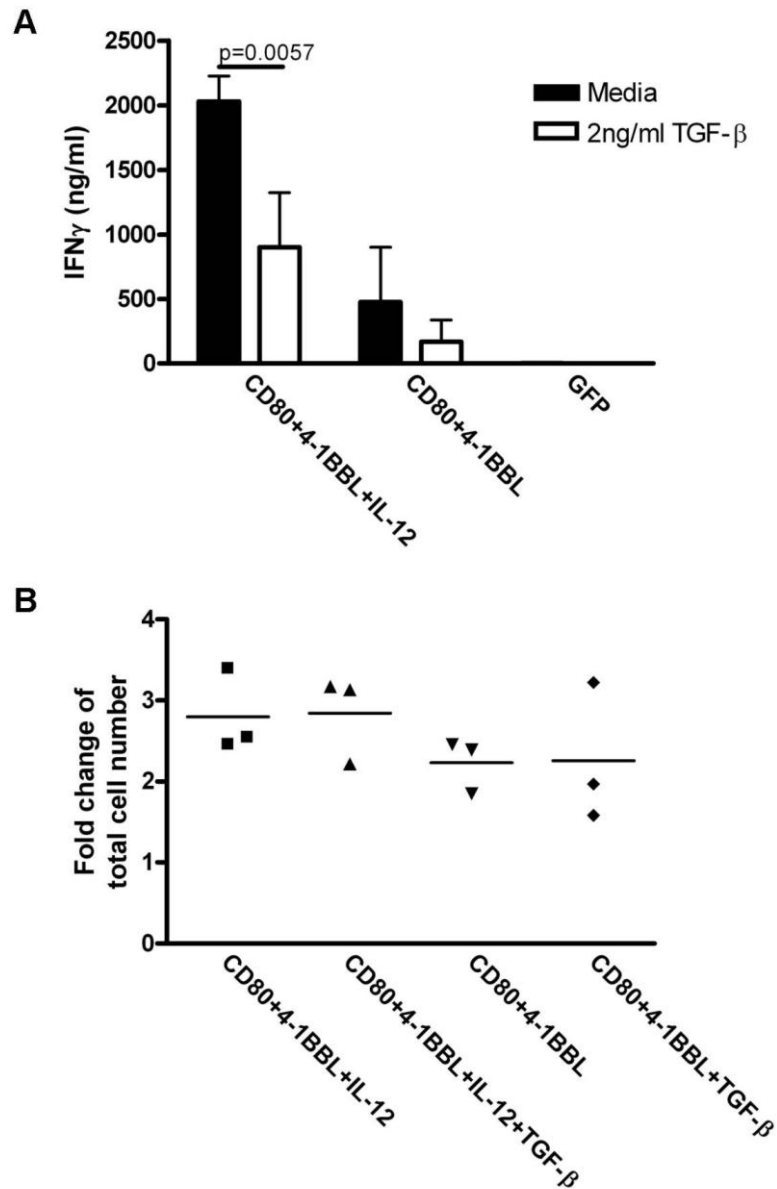 A
p=0.0057
2500
2000
1500
1000
500
0
IFNγ (ng/ml)
Media
2ng/ml TGF-β
CD80+4-1BBL+IL-12
CD80+4-1BBL
GFP
B
4
3
2
1
0
Fold change of
total cell number
CD80+4-1BBL+IL-12
CD80+4-1BBL+IL-12+TGF-β
CD80+4-1BBL
CD80+4-1BBL+TGF-β